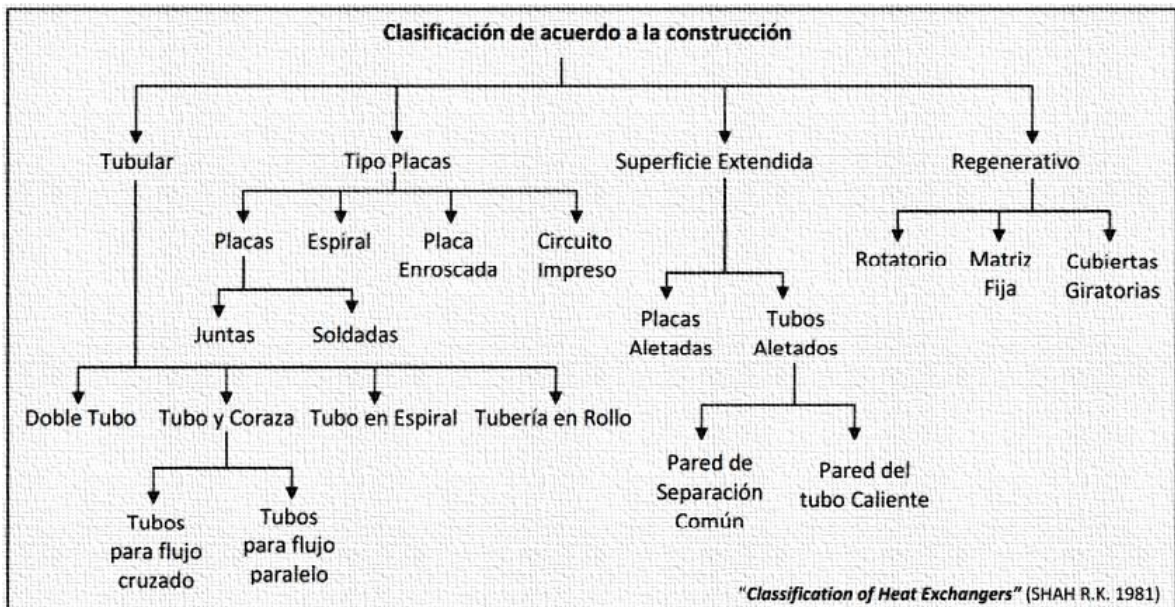 Clasificación de acuerdo a la construcción
Tubular
Tipo Placas
Superficie Extendida
Regenerativo
Placas
Espiral
Placa
Enroscada
Circuito
Impreso
Rotatorio
Matriz
Fija
Cubiertas
Giratorias
Juntas
Soldadas
Placas
Aletadas
Tubos
Aletados
Doble Tubo
Tubo y Coraza
Tubo en Espiral
Tubería en Rollo
Pared de
Separación
Común
Pared del
tubo Caliente
Tubos
para flujo
cruzado
Tubos
para flujo
paralelo
"Classification of Heat Exchangers" (SHAH R.K. 1981)